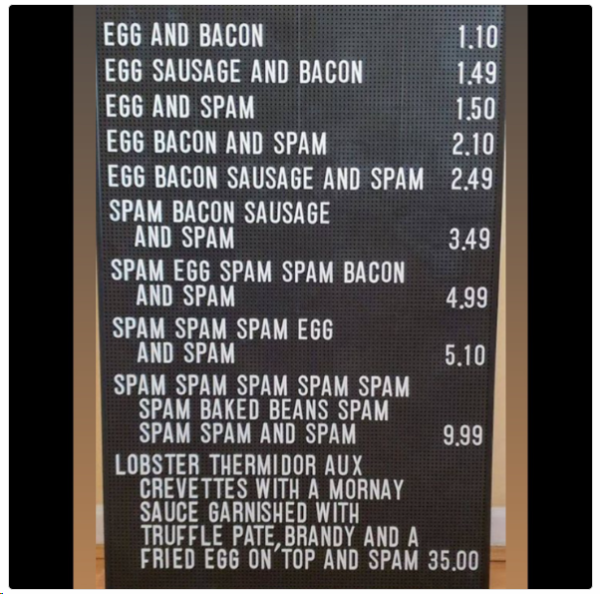 EGG AND BACON 1.10
EGG SAUSAGE AND BACON 1.49
EGG AND SPAM 1.50
EGG BACON AND SPAM 2.10
EGG BACON SAUSAGE AND SPAM 2.49
SPAM BACON SAUSAGE
AND SPAM 3.49
SPAM EGG SPAM SPAM BACON
AND SPAM 4.99
SPAM SPAM SPAM EGG
AND SPAM 5.10
SPAM SPAM SPAM SPAM SPAM
SPAM BAKED BEANS SPAM
SPAM SPAM AND SPAM 9.99
LOBSTER THERMIDOR AUX
CREVETTES WITH A MORNAY
SAUCE GARNISHED WITH
TRUFFLE PATE, BRANDY AND A
FRIED EGG ON TOP AND SPAM 35.00